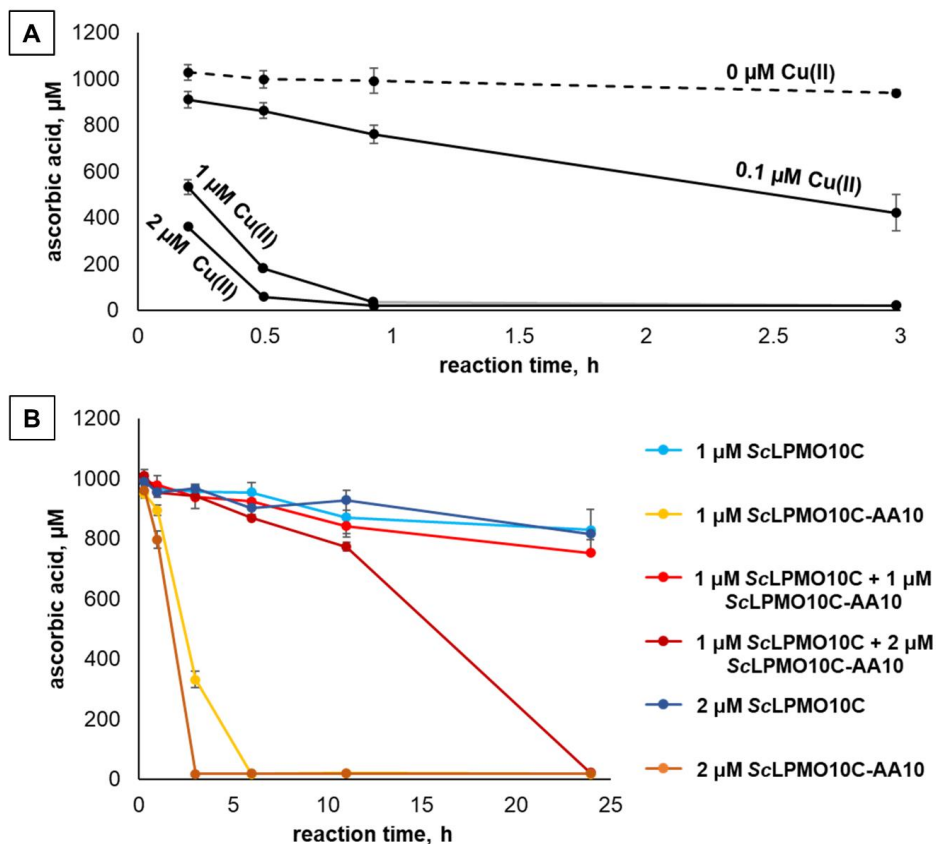 A
1200
1000
800
600
400
200
0
ascorbic acid, µM
0 µM Cu(II)
0.1 µM Cu(II)
1 µM Cu(II)
2 µM Cu(II)
0 0.5 1 1.5 2 2.5 3
reaction time, h
B
1200
1000
800
600
400
200
0
ascorbic acid, µM
0 5 10 15 20 25
reaction time, h
1 µM ScLPMO10C
1 µM ScLPMO10C-AA10
1 µM ScLPMO10C + 1 µM
ScLPMO10C-AA10
1 µM ScLPMO10C + 2 µM
ScLPMO10C-AA10
2 µM ScLPMO10C
2 µM ScLPMO10C-AA10